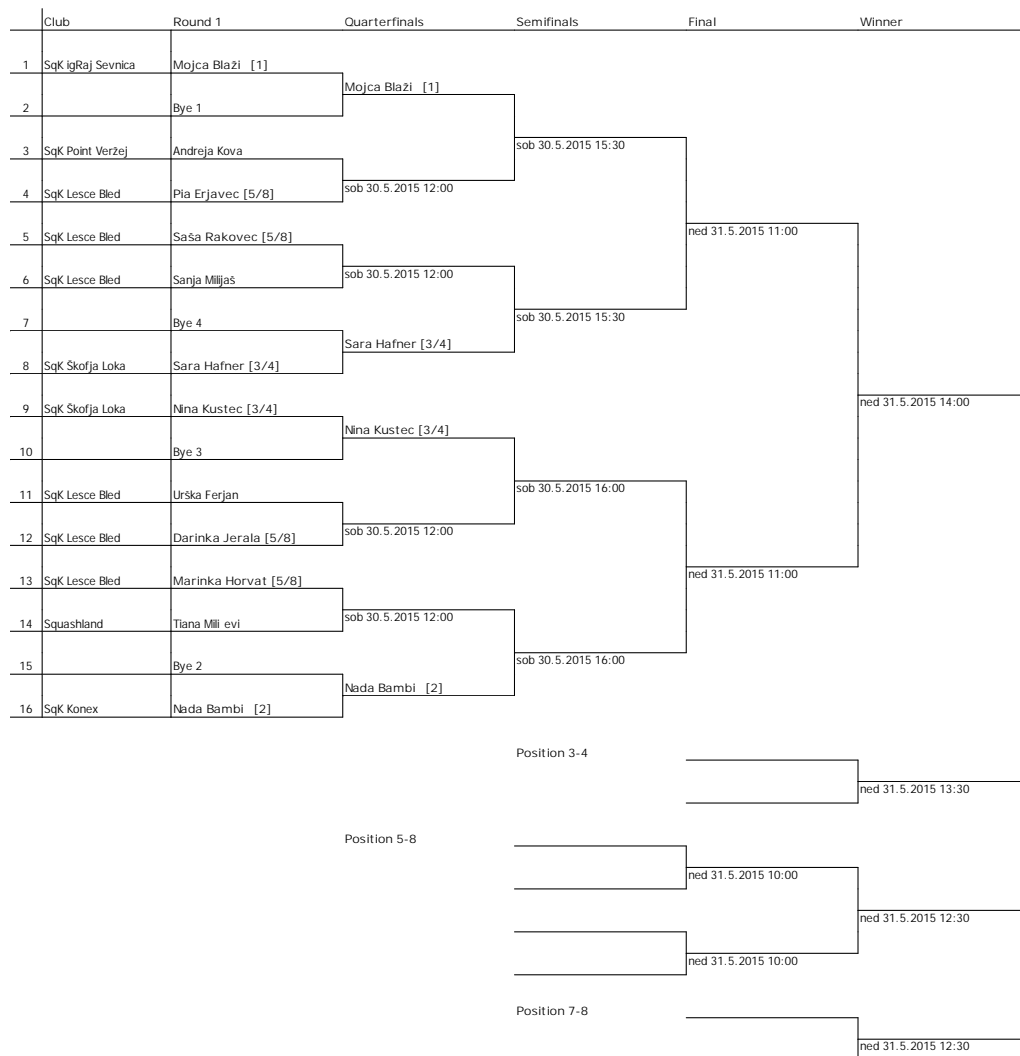 Club Round 1 Quarterfinals Semifinals Final Winner
1 SqK igRaj Sevnica Mojca Blaži [1]
Mojca Blaži [1]
2 Bye 1
sob 30.5.2015 15:30
3 SqK Point Veržej Andreja Kova
sob 30.5.2015 12:00
4 SqK Lesce Bled Pia Erjavec [5/8]
ned 31.5.2015 11:00
5 SqK Lesce Bled Saša Rakovec [5/8]
sob 30.5.2015 12:00
6 SqK Lesce Bled Sanja Milijaš
sob 30.5.2015 15:30
7 Bye 4
Sara Hafner [3/4]
8 SqK Škofja Loka Sara Hafner [3/4]
ned 31.5.2015 14:00
9 SqK Škofja Loka Nina Kustec [3/4]
Nina Kustec [3/4]
10 Bye 3
sob 30.5.2015 16:00
11 SqK Lesce Bled Urška Ferjan
sob 30.5.2015 12:00
12 SqK Lesce Bled Darinka Jerala [5/8]
ned 31.5.2015 11:00
13 SqK Lesce Bled Marinka Horvat [5/8]
sob 30.5.2015 12:00
14 Squashland Tiana Mili evi
sob 30.5.2015 16:00
15 Bye 2
Nada Bambi [2]
16 SqK Konex Nada Bambi [2]
Position 3-4
ned 31.5.2015 13:30
Position 5-8
ned 31.5.2015 10:00
ned 31.5.2015 12:30
ned 31.5.2015 10:00
Position 7-8
ned 31.5.2015 12:30